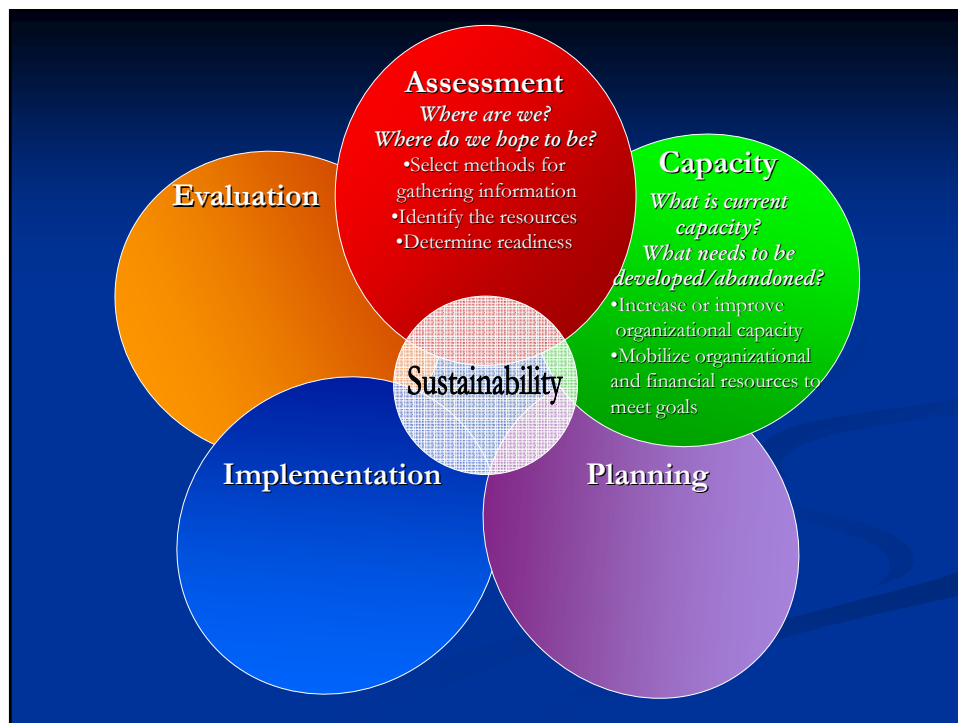 Assessment
Where are we?
Where do we hope to be?
•Select methods for
gathering information
•Identify the resources
•Determine readiness
Capacity
What is current
capacity?
What needs to be
developed/abandoned?
•Increase or improve
organizational capacity
•Mobilize organizational
and financial resources to
meet goals
Evaluation
Sustainability
Implementation
Planning